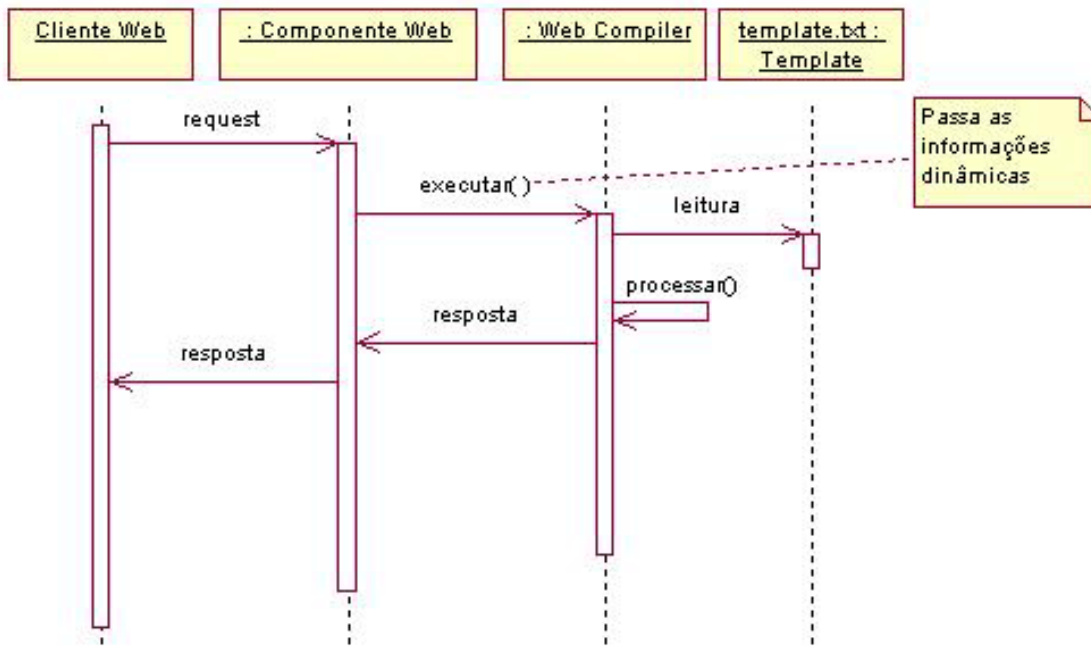 Cliente Web
: Componente Web
: Web Compiler
template.txt :
Template
request
Passa as
informações
dinâmicas
executar( )
leitura
processar()
resposta
resposta